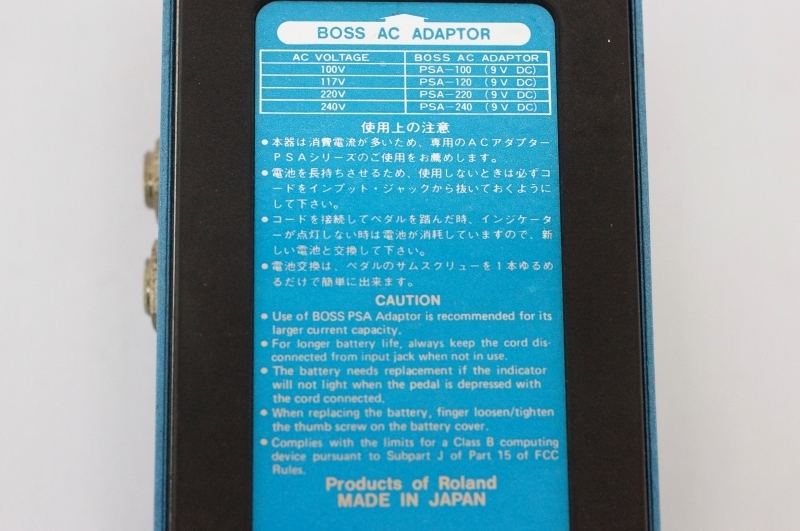 BOSS AC ADAPTOR
AC VOLTAGE BOSS AC ADAPTOR
100V PSA-100 (9V DC)
117V PSA-120 (9V DC)
220V PSA-220 (9V DC)
240V PSA-240 (9V DC)
使用上の注意
●本器は消費電流が多いため、専用のACアダプター
PSAシリーズのご使用をお薦めします。
●電池を長持ちさせるため、使用しないときは必ずコ
ードをインプット・ジャックから抜いておくように
して下さい。
●コードを接続してペダルを踏んだ時、インジケータ
ーが点灯しない時は電池が消耗していますので、新
しい電池と交換して下さい。
●電池交換は、ペダルのサムスクリューを1本ゆるめ
るだけで簡単に出来ます。
CAUTION
● Use of BOSS PSA Adaptor is recommended for its
larger current capacity.
● For longer battery life, always keep the cord dis-
connected from input jack when not in use.
● The battery needs replacement if the indicator
will not light when the pedal is depressed with
the cord connected.
● When replacing the battery, finger loosen/tighten
the thumb screw on the battery cover.
● Complies with the limits for a Class B computing
device pursuant to Subpart J of Part 15 of FCC
Rules.
Products of Roland
MADE IN JAPAN